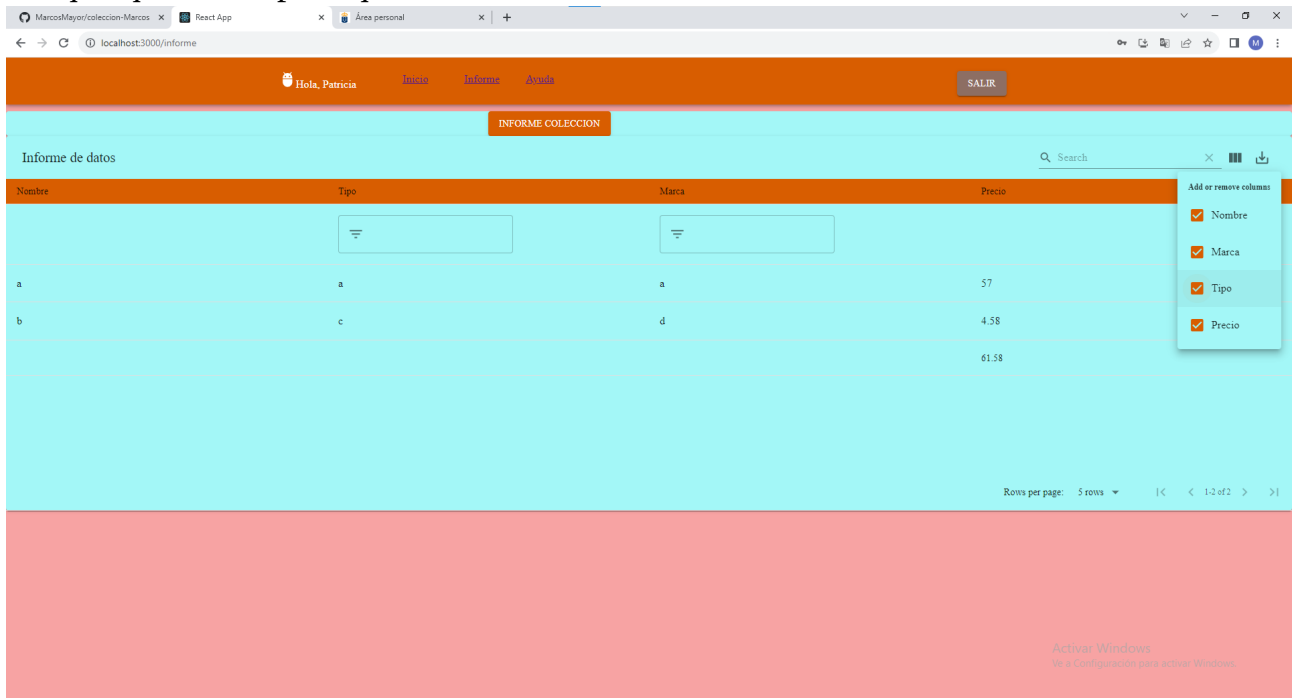 MarcosMayor/coleccion-Marcos
React App
Área personal
localhost:3000/informe
M
Hola, Patricia
Inicio
Informe
Ayuda
SALIR
INFORME COLECCION
Informe de datos
Search
Nombre Tipo Marca Precio
Add or remove columns
Nombre
Marca
Tipo
Precio
a a a 57
b c d 4.58
61.58
Rows per page: 5 rows 1-2 of 2
Activar Windows
Ve a Configuración para activar Windows.